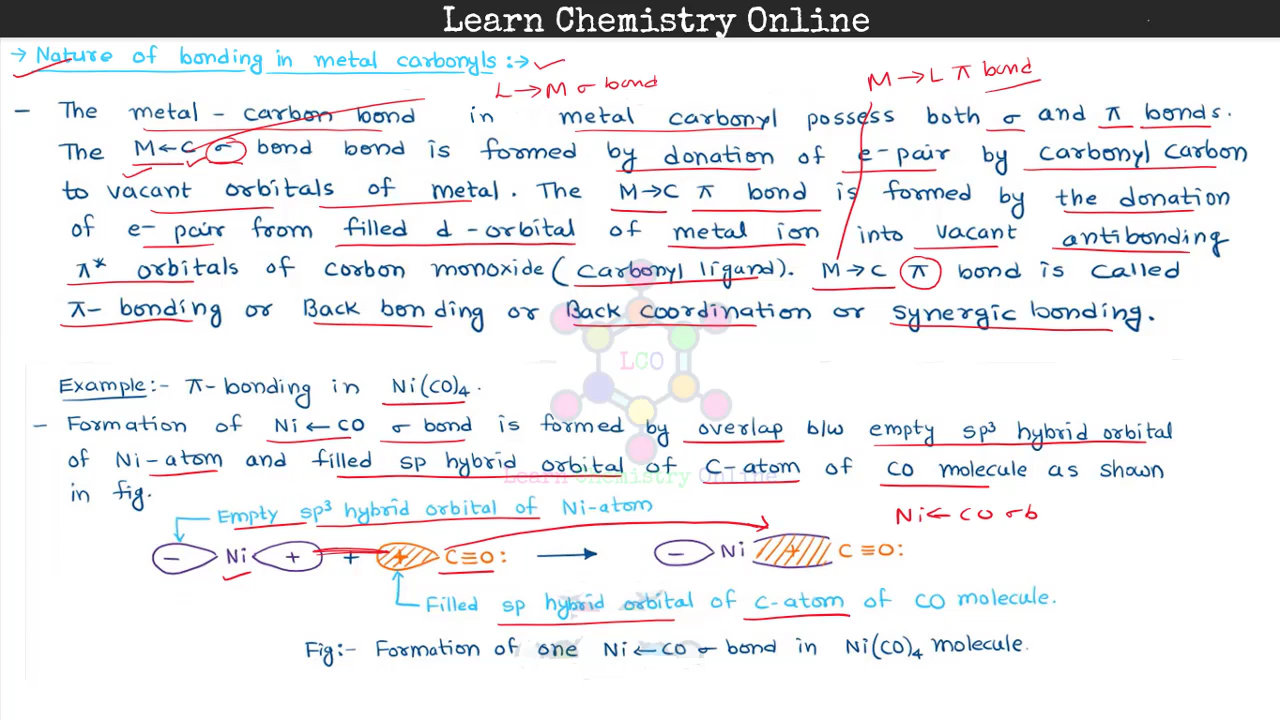 Learn Chemistry Online
→ Nature of bonding in metal carbonyls :→
L → M σ bond
M → L π bond
- The metal - carbon bond in metal carbonyl possess both σ and π bonds.
The M←C σ bond bond is formed by donation of e-pair by carbonyl carbon
to vacant orbitals of metal. The M→C π bond is formed by the donation
of e- pair from filled d-orbital of metal ion into vacant antibonding
π* orbitals of corbon monoxide (carbonyl ligand). M→C π bond is called
π- bonding or Back bonding or Back coordination or synergic bonding.
LCO
Example:- π-bonding in Ni(CO)₄.
- Formation of Ni ← CO σ bond is formed by overlap b/w empty sp³ hybrid orbital
of Ni-atom and filled sp hybrid orbital of C-atom of CO molecule as shown
in fig.
Learn Chemistry Online
Empty sp³ hybrid orbital of Ni-atom
Ni ← CO σb
- Ni + + + C≡O: → - Ni + C≡O:
Filled sp hybrid orbital of C-atom of CO molecule.
Fig:- Formation of one Ni←CO σ bond in Ni(CO)₄ molecule.